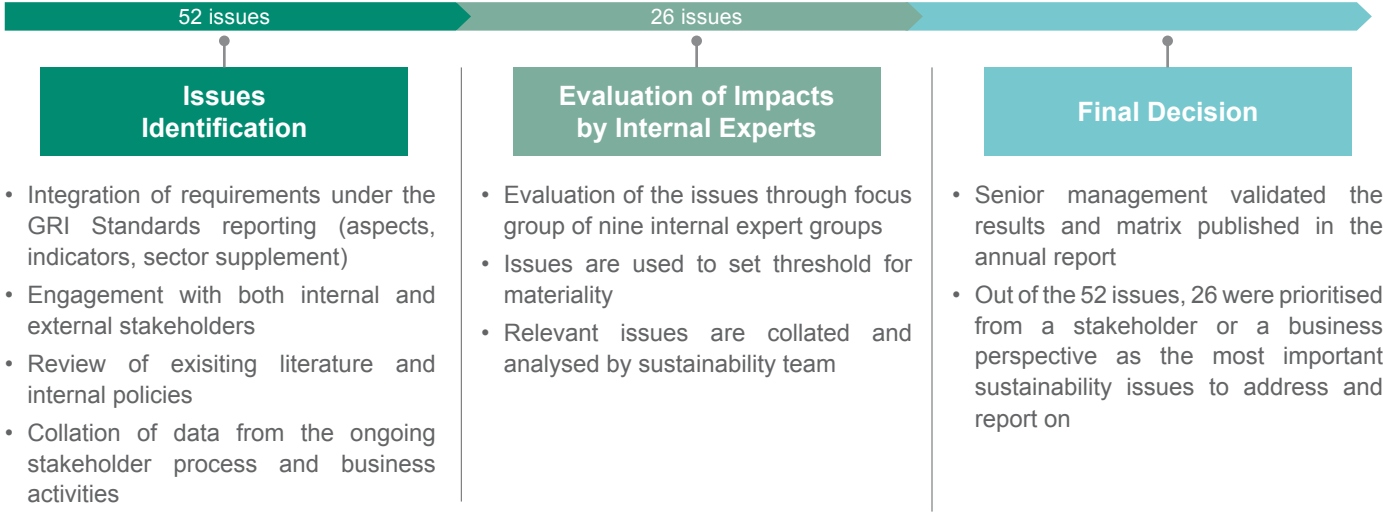 52 issues
26 issues
Issues
Identification
• Integration of requirements under the
GRI Standards reporting (aspects,
indicators, sector supplement)
• Engagement with both internal and
external stakeholders
• Review of exisiting literature and
internal policies
• Collation of data from the ongoing
stakeholder process and business
activities
Evaluation of Impacts
by Internal Experts
• Evaluation of the issues through focus
group of nine internal expert groups
• Issues are used to set threshold for
materiality
• Relevant issues are collated and
analysed by sustainability team
Final Decision
• Senior management validated the
results and matrix published in the
annual report
• Out of the 52 issues, 26 were prioritised
from a stakeholder or a business
perspective as the most important
sustainability issues to address and
report on